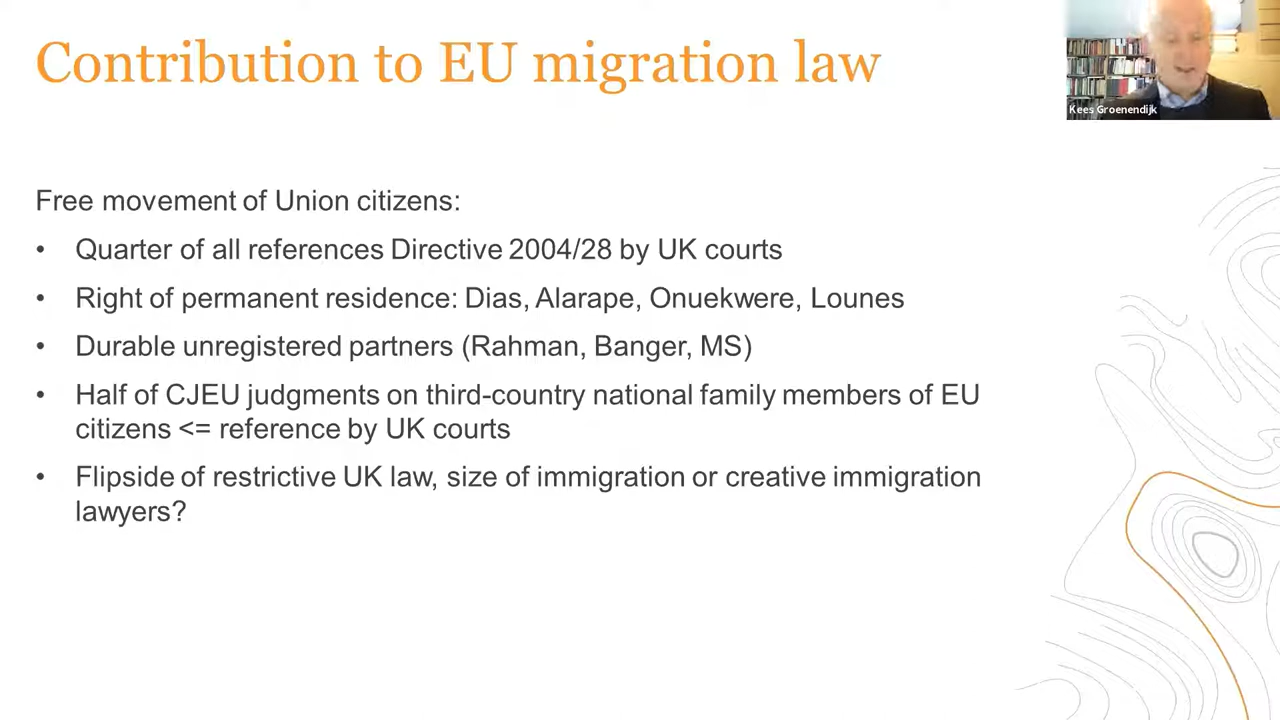 Contribution to EU migration law
Kees Groenendijk
Free movement of Union citizens:
• Quarter of all references Directive 2004/28 by UK courts
• Right of permanent residence: Dias, Alarape, Onuekwere, Lounes
• Durable unregistered partners (Rahman, Banger, MS)
• Half of CJEU judgments on third-country national family members of EU
citizens <= reference by UK courts
• Flipside of restrictive UK law, size of immigration or creative immigration
lawyers?